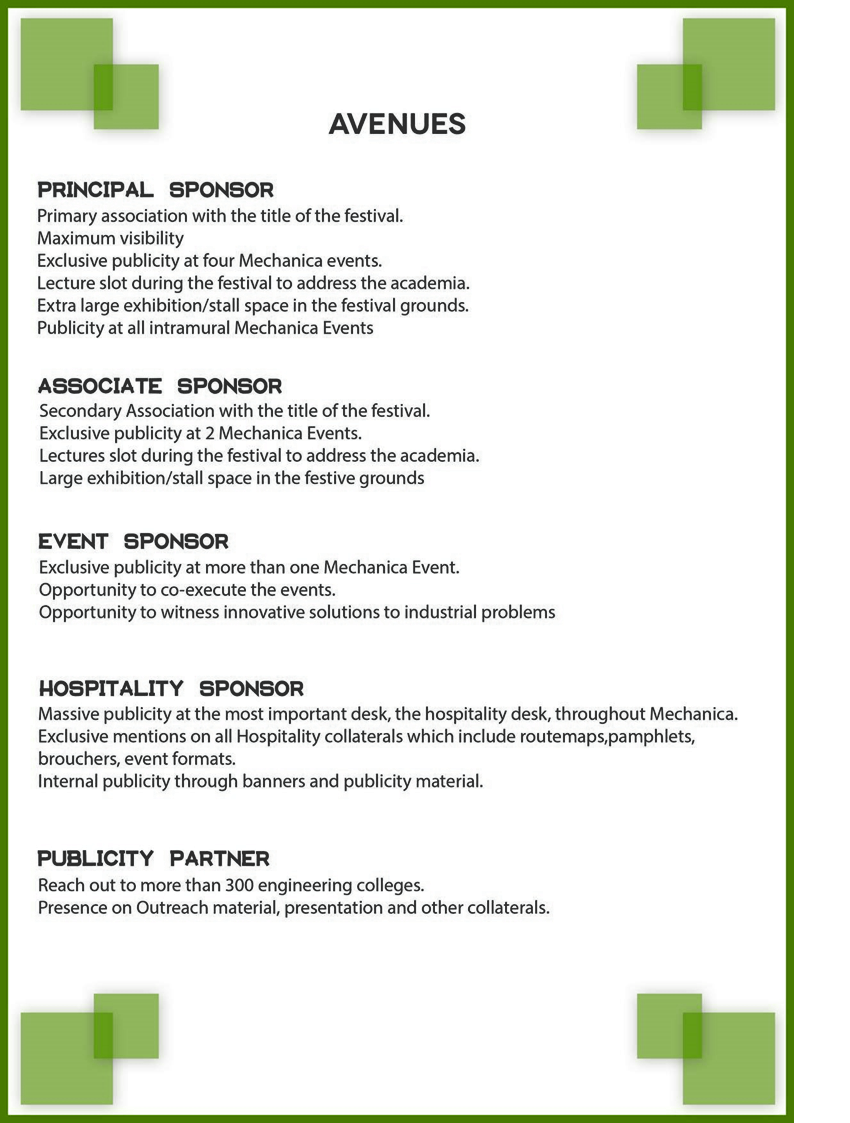 AVENUES
PRINCIPAL SPONSOR
Primary association with the title of the festival.
Maximum visibility
Exclusive publicity at four Mechanica events.
Lecture slot during the festival to address the academia.
Extra large exhibition/stall space in the festival grounds.
Publicity at all intramural Mechanica Events
ASSOCIATE SPONSOR
Secondary Association with the title of the festival.
Exclusive publicity at 2 Mechanica Events.
Lectures slot during the festival to address the academia.
Large exhibition/stall space in the festive grounds
EVENT SPONSOR
Exclusive publicity at more than one Mechanica Event.
Opportunity to co-execute the events.
Opportunity to witness innovative solutions to industrial problems
HOSPITALITY SPONSOR
Massive publicity at the most important desk, the hospitality desk, throughout Mechanica.
Exclusive mentions on all Hospitality collaterals which include routemaps,pamphlets,
brouchers, event formats.
Internal publicity through banners and publicity material.
PUBLICITY PARTNER
Reach out to more than 300 engineering colleges.
Presence on Outreach material, presentation and other collaterals.